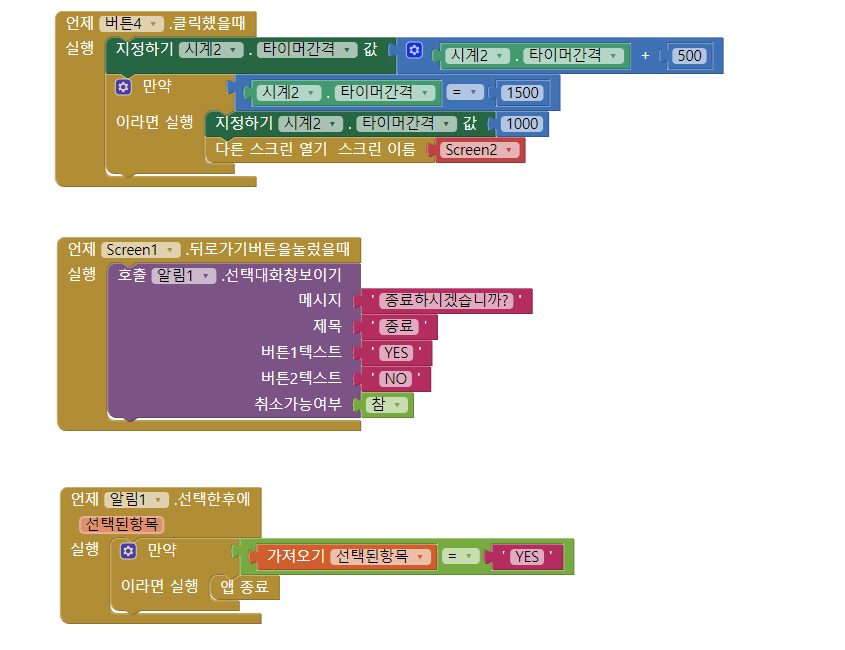 언제 버튼4 .클릭했을때
실행 지정하기 시계2 . 타이머간격 값 시계2 . 타이머간격 + 500
만약 시계2 . 타이머간격 = 1500
이라면 실행 지정하기 시계2 . 타이머간격 값 1000
다른 스크린 열기 스크린 이름 Screen2
언제 Screen1 .뒤로가기버튼을눌렀을때
실행 호출 알림1 .선택대화창보이기
메시지 ' 종료하시겠습니까? '
제목 ' 종료 '
버튼1텍스트 ' YES '
버튼2텍스트 ' NO '
취소가능여부 참
언제 알림1 .선택한후에
선택된항목
실행 만약 가져오기 선택된항목 = ' YES '
이라면 실행 앱 종료